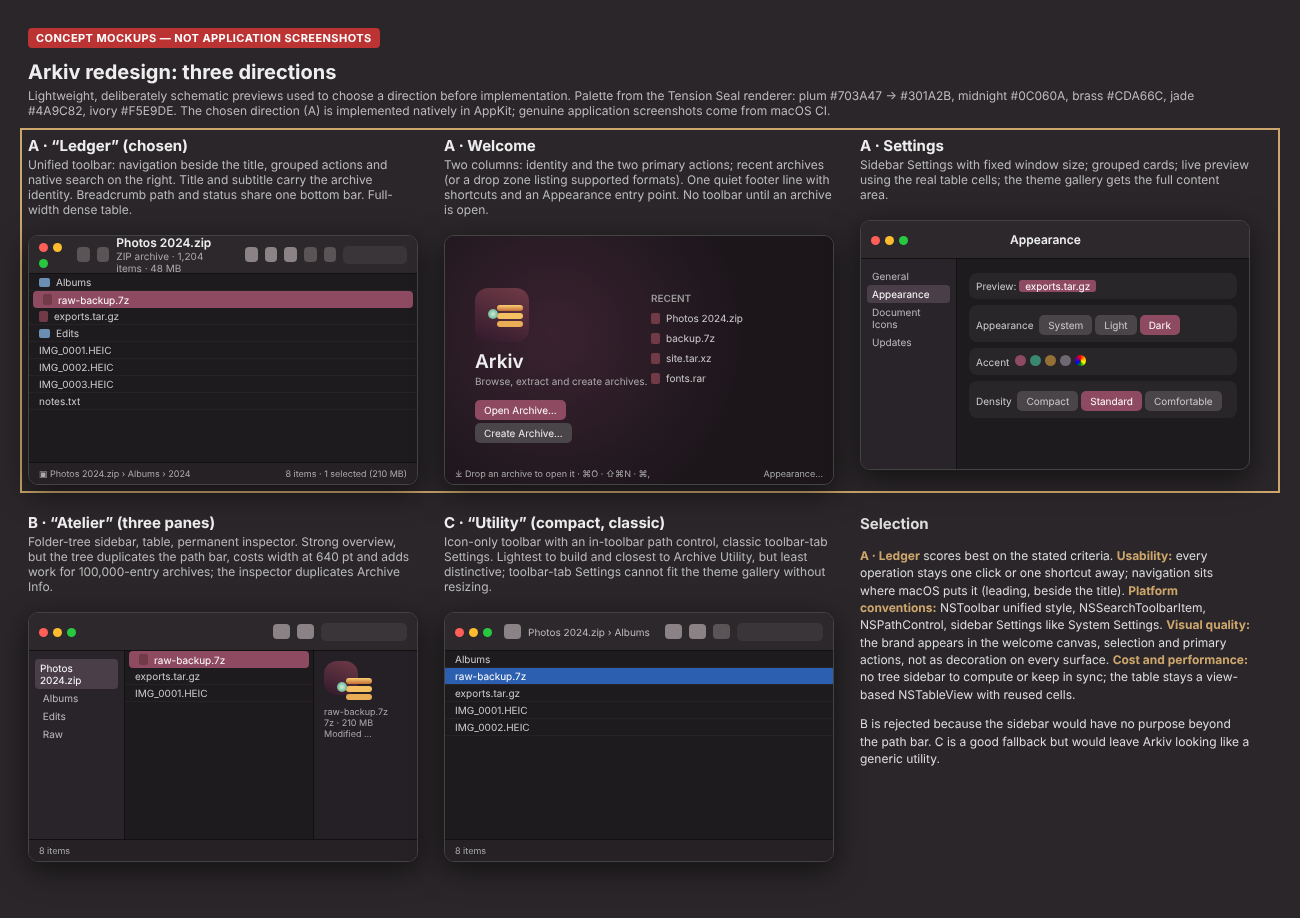 CONCEPT MOCKUPS — NOT APPLICATION SCREENSHOTS
Arkiv redesign: three directions
Lightweight, deliberately schematic previews used to choose a direction before implementation. Palette from the Tension Seal renderer: plum #703A47 → #301A2B, midnight #0C060A, brass #CDA66C, jade
#4A9C82, ivory #F5E9DE. The chosen direction (A) is implemented natively in AppKit; genuine application screenshots come from macOS CI.
A · “Ledger” (chosen)
Unified toolbar: navigation beside the title, grouped actions and
native search on the right. Title and subtitle carry the archive
identity. Breadcrumb path and status share one bottom bar. Full-
width dense table.
Photos 2024.zip
ZIP archive · 1,204
items · 48 MB
Albums
raw-backup.7z
exports.tar.gz
Edits
IMG_0001.HEIC
IMG_0002.HEIC
IMG_0003.HEIC
notes.txt
▣ Photos 2024.zip › Albums › 2024
8 items · 1 selected (210 MB)
A · Welcome
Two columns: identity and the two primary actions; recent archives
(or a drop zone listing supported formats). One quiet footer line with
shortcuts and an Appearance entry point. No toolbar until an archive
is open.
Arkiv
Browse, extract and create archives.
Open Archive…
Create Archive…
RECENT
Photos 2024.zip
backup.7z
site.tar.xz
fonts.rar
⤓ Drop an archive to open it · ⌘O · ⇧⌘N · ⌘,
Appearance…
A · Settings
Sidebar Settings with fixed window size; grouped cards; live preview
using the real table cells; the theme gallery gets the full content
area.
Appearance
General
Appearance
Document
Icons
Updates
Preview: exports.tar.gz
Appearance System Light Dark
Accent
Density Compact Standard Comfortable
B · “Atelier” (three panes)
Folder-tree sidebar, table, permanent inspector. Strong overview,
but the tree duplicates the path bar, costs width at 640 pt and adds
work for 100,000-entry archives; the inspector duplicates Archive
Info.
Photos
2024.zip
Albums
Edits
Raw
raw-backup.7z
exports.tar.gz
IMG_0001.HEIC
raw-backup.7z
7z · 210 MB
Modified …
8 items
C · “Utility” (compact, classic)
Icon-only toolbar with an in-toolbar path control, classic toolbar-tab
Settings. Lightest to build and closest to Archive Utility, but least
distinctive; toolbar-tab Settings cannot fit the theme gallery without
resizing.
Photos 2024.zip › Albums
Albums
raw-backup.7z
exports.tar.gz
IMG_0001.HEIC
IMG_0002.HEIC
8 items
Selection
A · Ledger scores best on the stated criteria. Usability: every
operation stays one click or one shortcut away; navigation sits
where macOS puts it (leading, beside the title). Platform
conventions: NSToolbar unified style, NSSearchToolbarItem,
NSPathControl, sidebar Settings like System Settings. Visual quality:
the brand appears in the welcome canvas, selection and primary
actions, not as decoration on every surface. Cost and performance:
no tree sidebar to compute or keep in sync; the table stays a view-
based NSTableView with reused cells.
B is rejected because the sidebar would have no purpose beyond
the path bar. C is a good fallback but would leave Arkiv looking like a
generic utility.